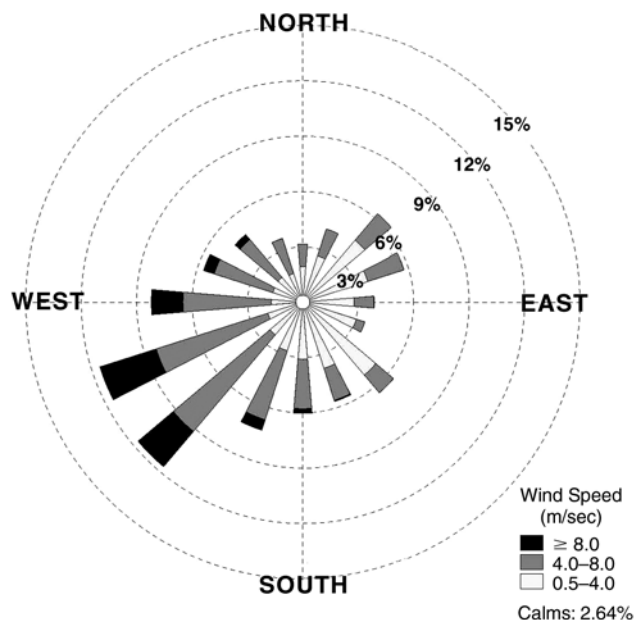 NORTH
15%
12%
9%
6%
3%
WEST
EAST
SOUTH
Wind Speed
(m/sec)
≥ 8.0
4.0–8.0
0.5–4.0
Calms: 2.64%